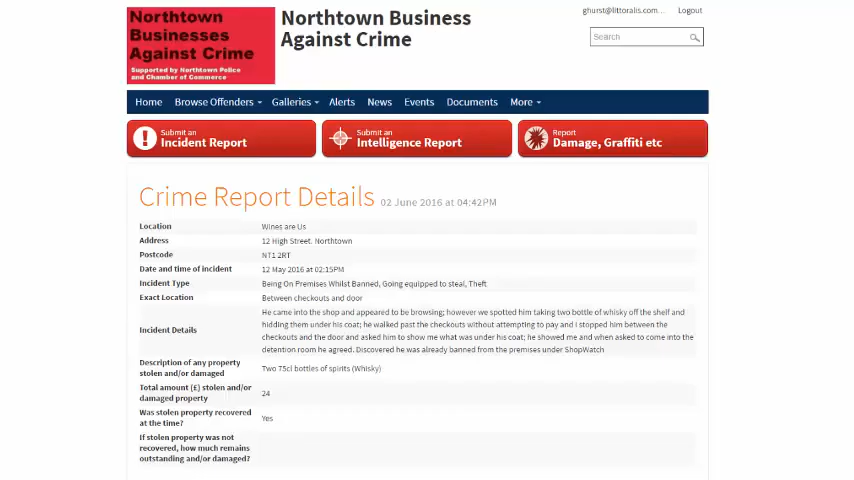 ghurst@littoralis.com...
Logout
Northtown
Businesses
Against Crime
Supported by Northtown Police
and Chamber of Commerce
Northtown Business
Against Crime
Search
Home
Browse Offenders
Galleries
Alerts
News
Events
Documents
More
Submit an
Incident Report
Submit an
Intelligence Report
Report
Damage, Graffiti etc
Crime Report Details 02 June 2016 at 04:42PM
Location Wines are Us
Address 12 High Street. Northtown
Postcode NT1 2RT
Date and time of incident 12 May 2016 at 02:15PM
Incident Type Being On Premises Whilst Banned, Going equipped to steal, Theft
Exact Location Between checkouts and door
Incident Details
He came into the shop and appeared to be browsing; however we spotted him taking two bottle of whisky off the shelf and
hidding them under his coat; he walked past the checkouts without attempting to pay and I stopped him between the
checkouts and the door and asked him to show me what was under his coat; he showed me and when asked to come into the
detention room he agreed. Discovered he was already banned from the premises under ShopWatch
Description of any property
stolen and/or damaged
Two 75cl bottles of spirits (Whisky)
Total amount (£) stolen and/or
damaged property
24
Was stolen property recovered
at the time?
Yes
If stolen property was not
recovered, how much remains
outstanding and/or damaged?